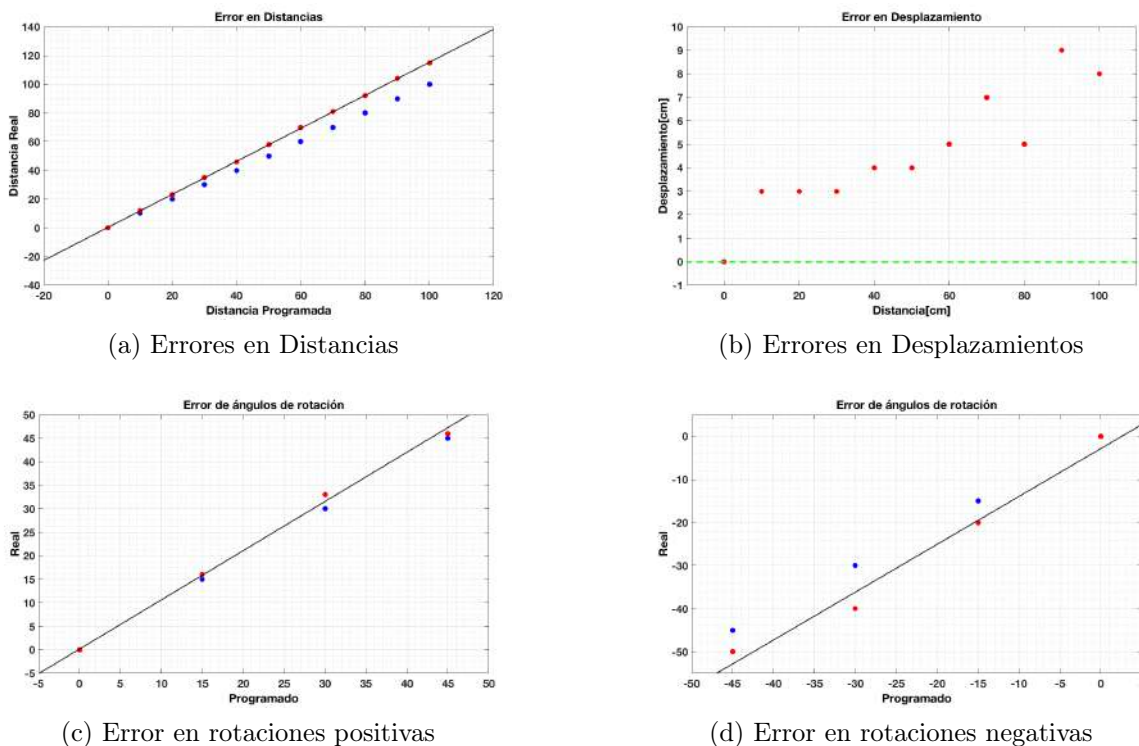 Error en Distancias
140
120
100
80
60
40
20
0
-20
-40
-20 0 20 40 60 80 100 120
Distancia Real
Distancia Programada
(a) Errores en Distancias
Error en Desplazamiento
10
9
8
7
6
5
4
3
2
1
0
-1
0 20 40 60 80 100
Desplazamiento[cm]
Distancia[cm]
(b) Errores en Desplazamientos
Error de ángulos de rotación
50
45
40
35
30
25
20
15
10
5
0
-5
-5 0 5 10 15 20 25 30 35 40 45 50
Real
Programado
(c) Error en rotaciones positivas
Error de ángulos de rotación
0
-10
-20
-30
-40
-50
-50 -45 -40 -35 -30 -25 -20 -15 -10 -5 0
Real
Programado
(d) Error en rotaciones negativas